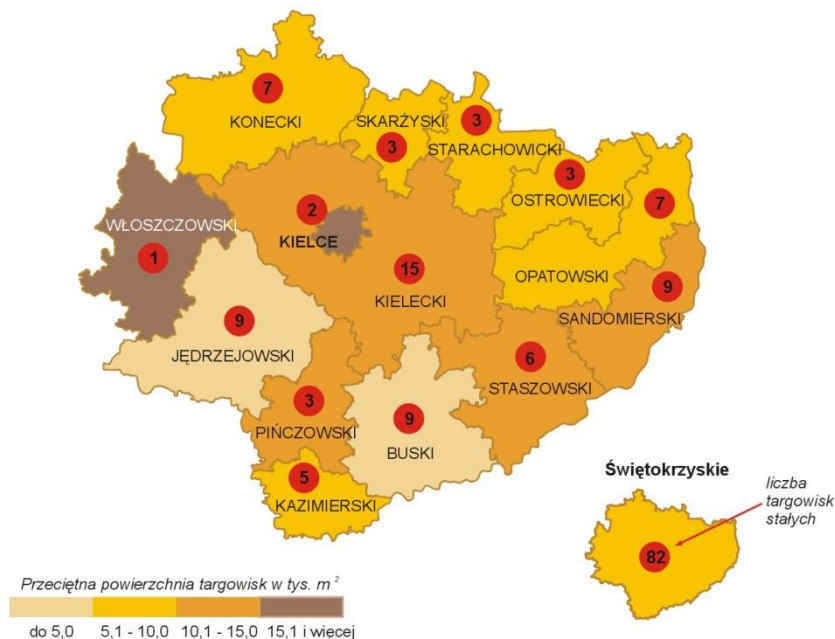 7
KONECKI
SKARŻYSKI
3
3
STARACHOWICKI
3
OSTROWIECKI
7
OPATOWSKI
WŁOSZCZOWSKI
1
2
KIELCE
15
KIELECKI
9
SANDOMIERSKI
9
JĘDRZEJOWSKI
6
STASZOWSKI
3
PIŃCZOWSKI
9
BUSKI
5
KAZIMIERSKI
Świętokrzyskie
liczba
targowisk
stałych
82
Przeciętna powierzchnia targowisk w tys. m²
do 5,0 5,1 - 10,0 10,1 - 15,0 15,1 i więcej